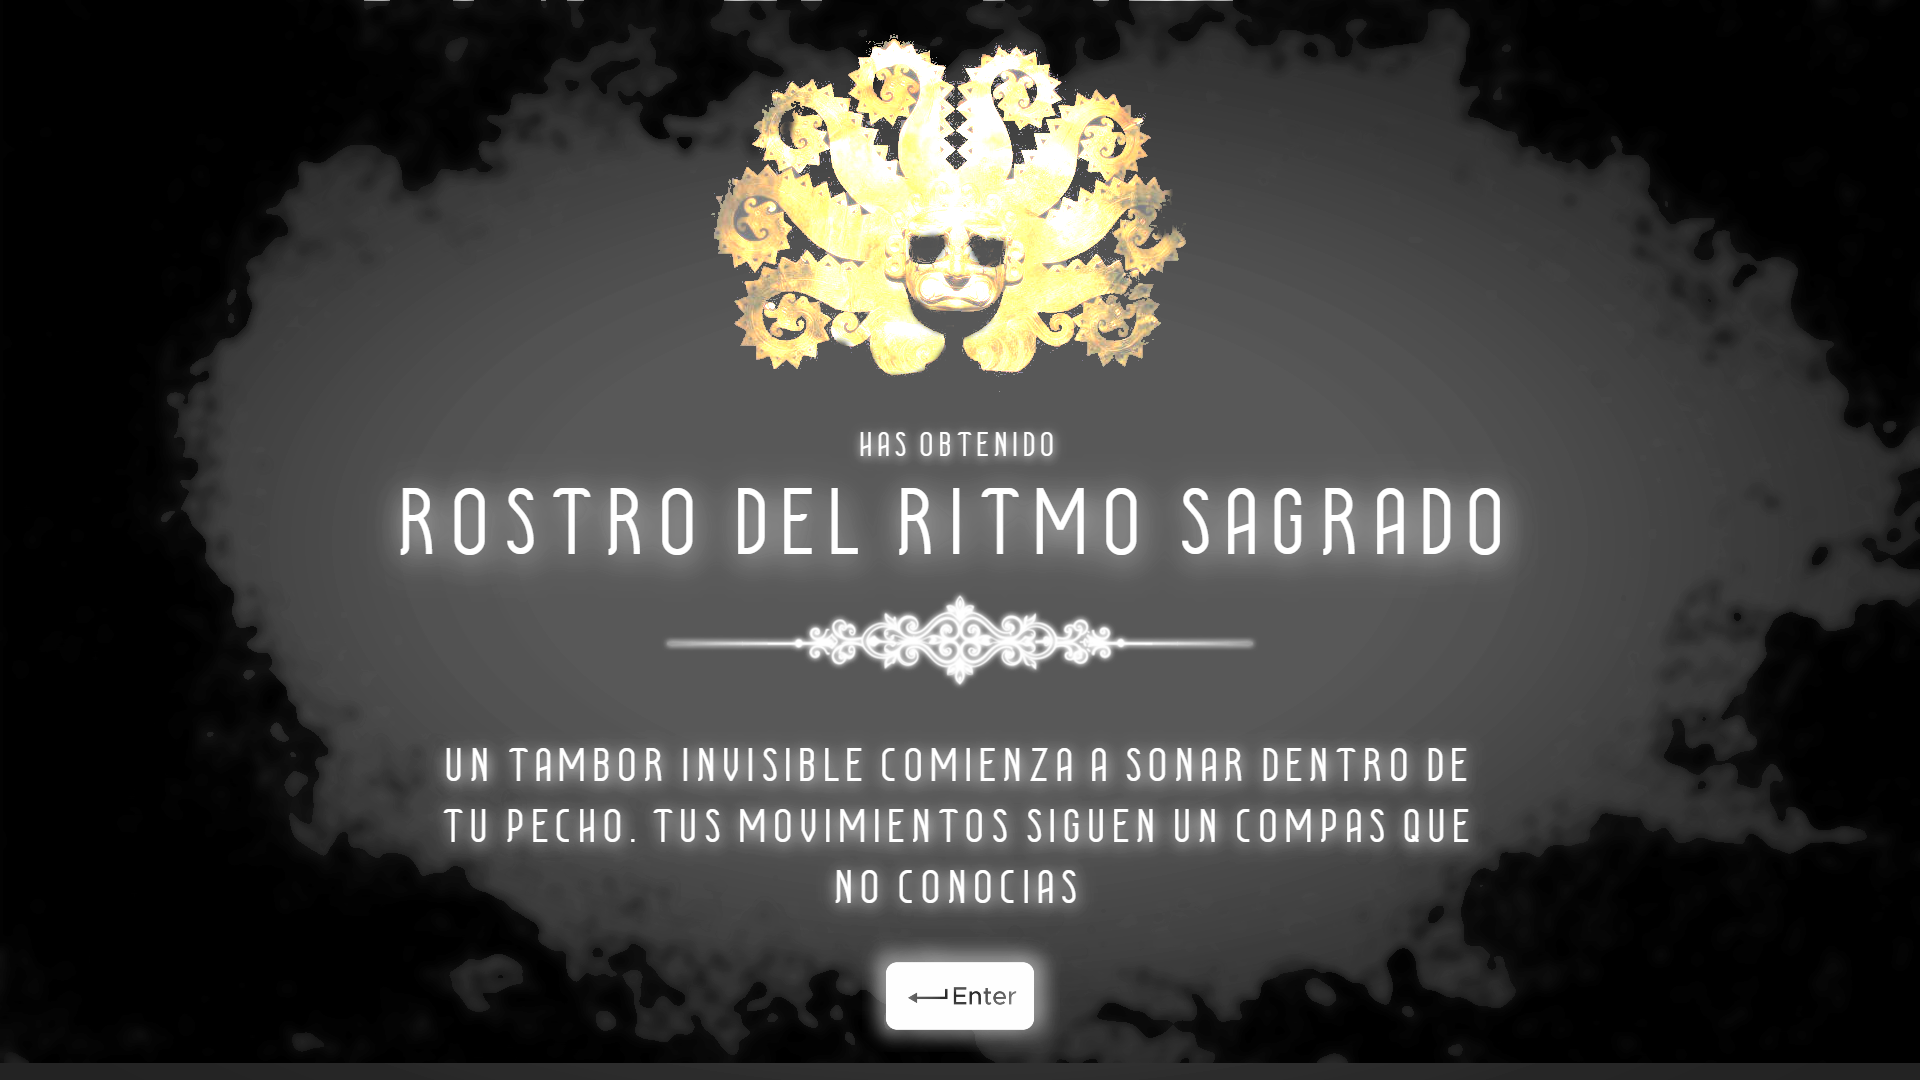 HAS OBTENIDO
ROSTRO DEL RITMO SAGRADO
UN TAMBOR INVISIBLE COMIENZA A SONAR DENTRO DE
TU PECHO. TUS MOVIMIENTOS SIGUEN UN COMPAS QUE
NO CONOCIAS
Enter